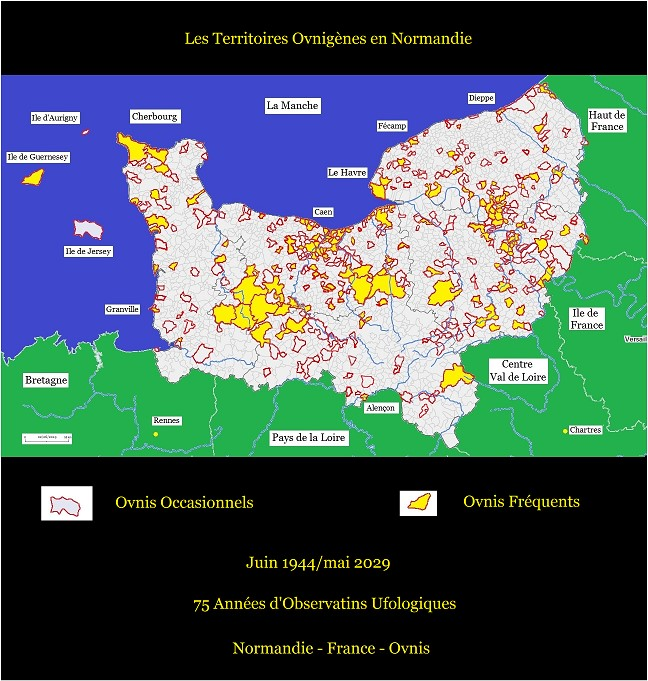 Les Territoires Ovnigènes en Normandie
Dieppe
La Manche
Cherbourg
Ile d'Aurigny
Haut de
France
Fécamp
Ile de Guernesey
Le Havre
Caen
Ile de Jersey
Granville
Ile de
France
Versail
Centre
Val de Loire
Bretagne
Alençon
Rennes
Chartres
Pays de la Loire
Ovnis Occasionnels
Ovnis Fréquents
Juin 1944/mai 2029
75 Années d'Observatins Ufologiques
Normandie - France - Ovnis